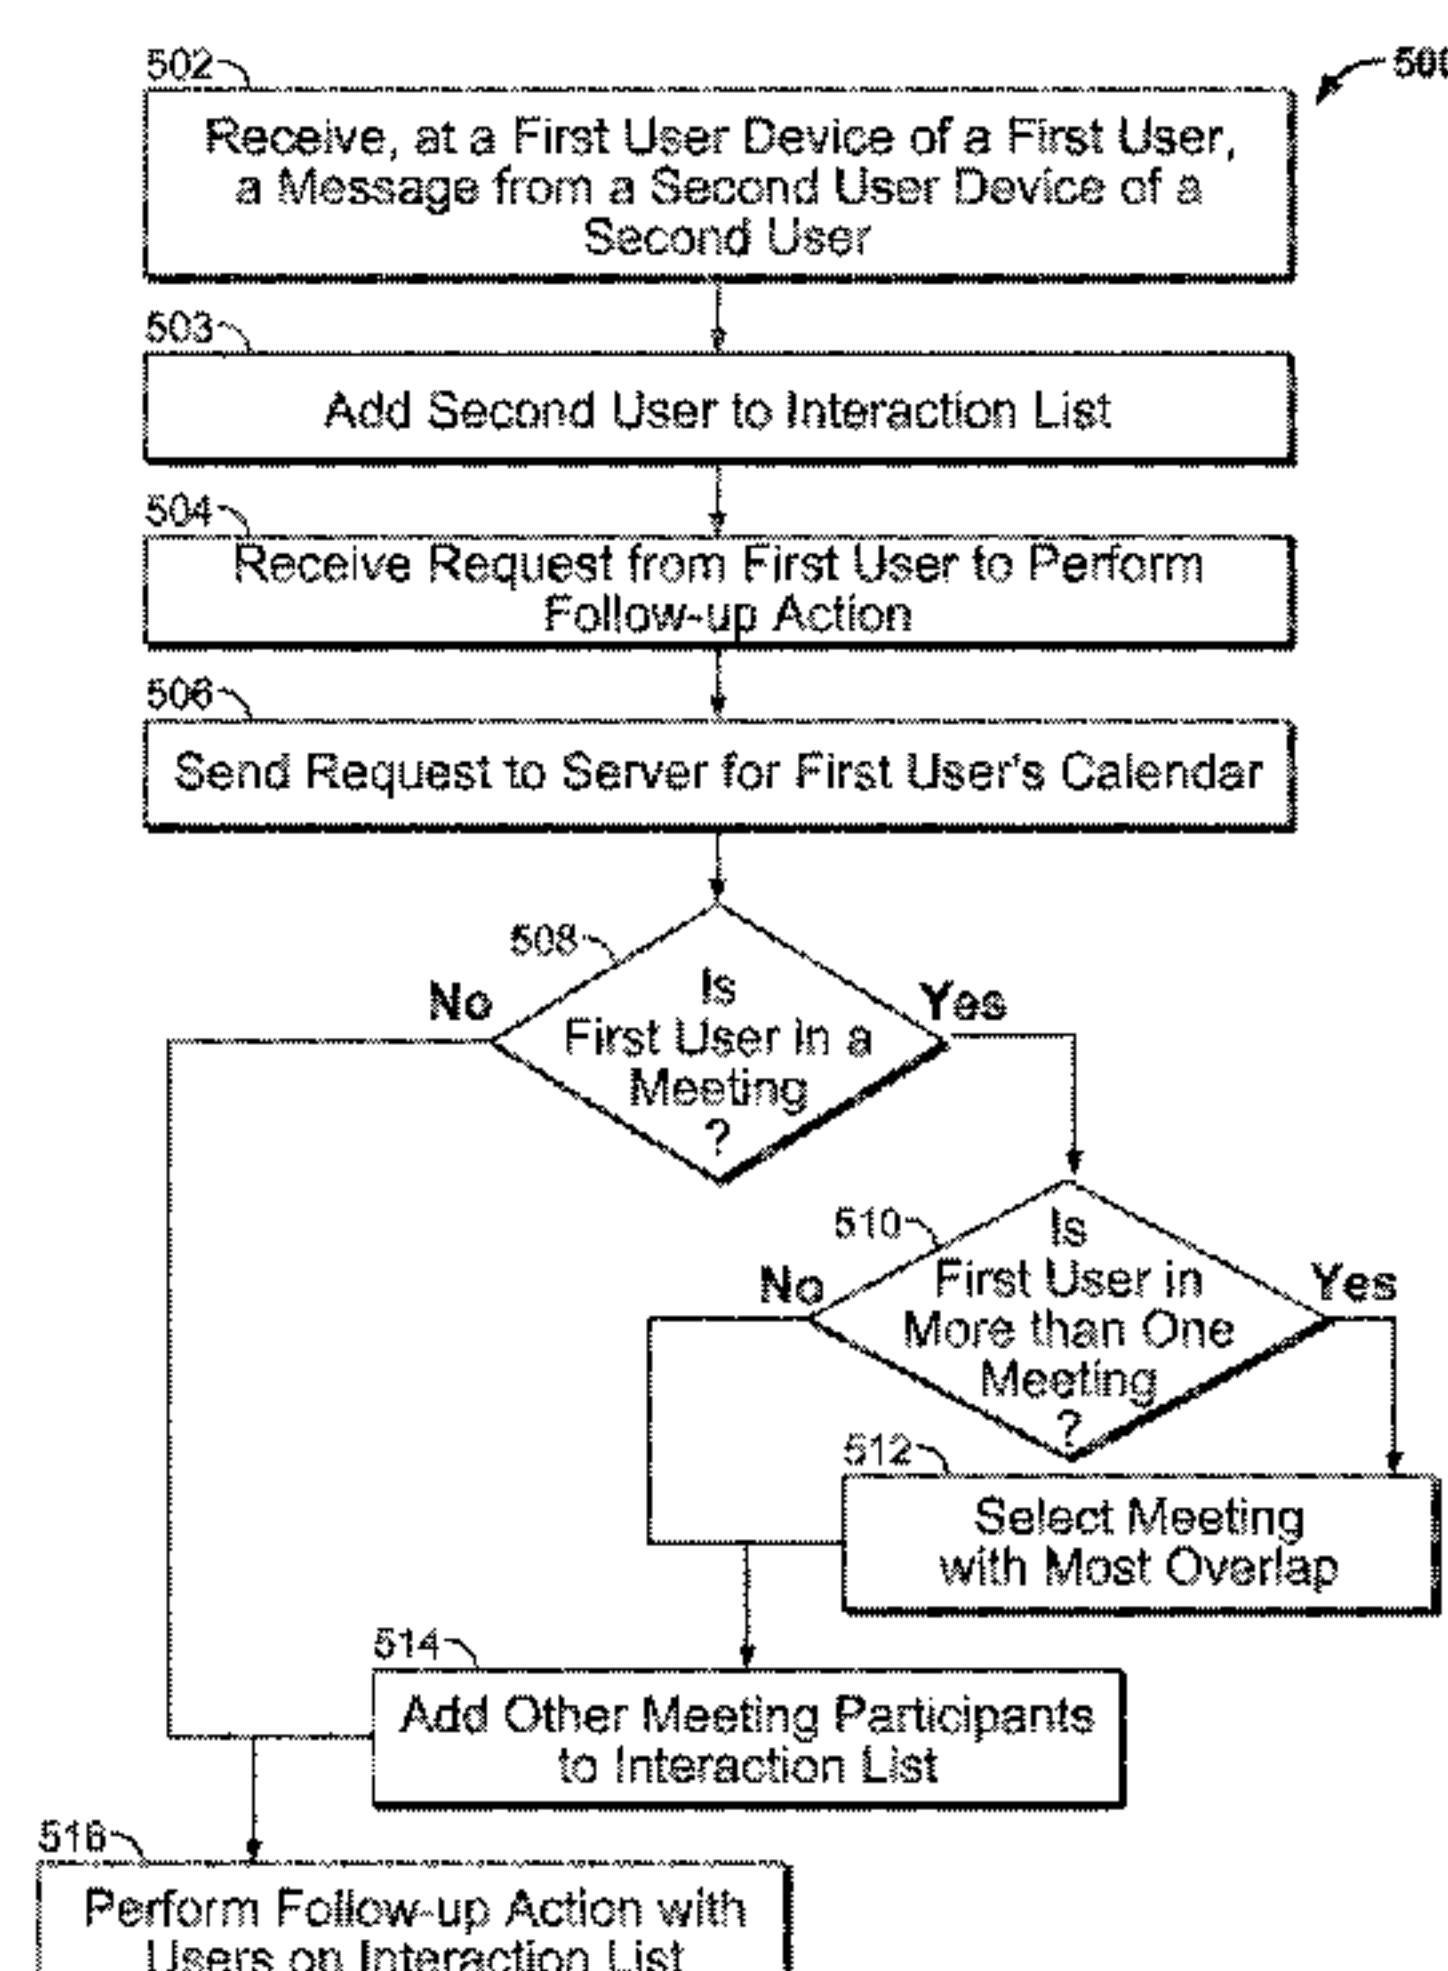 502
500
Receive, at a First User Device of a First User,
a Message from a Second User Device of a
Second User
503
Add Second User to Interaction List
504
Receive Request from First User to Perform
Follow-up Action
506
Send Request to Server for First User's Calendar
508
No
Yes
Is
First User in a
Meeting
?
510
No
Yes
Is
First User in
More than One
Meeting
?
512
Select Meeting
with Most Overlap
514
Add Other Meeting Participants
to Interaction List
516
Perform Follow-up Action with
Users on Interaction List